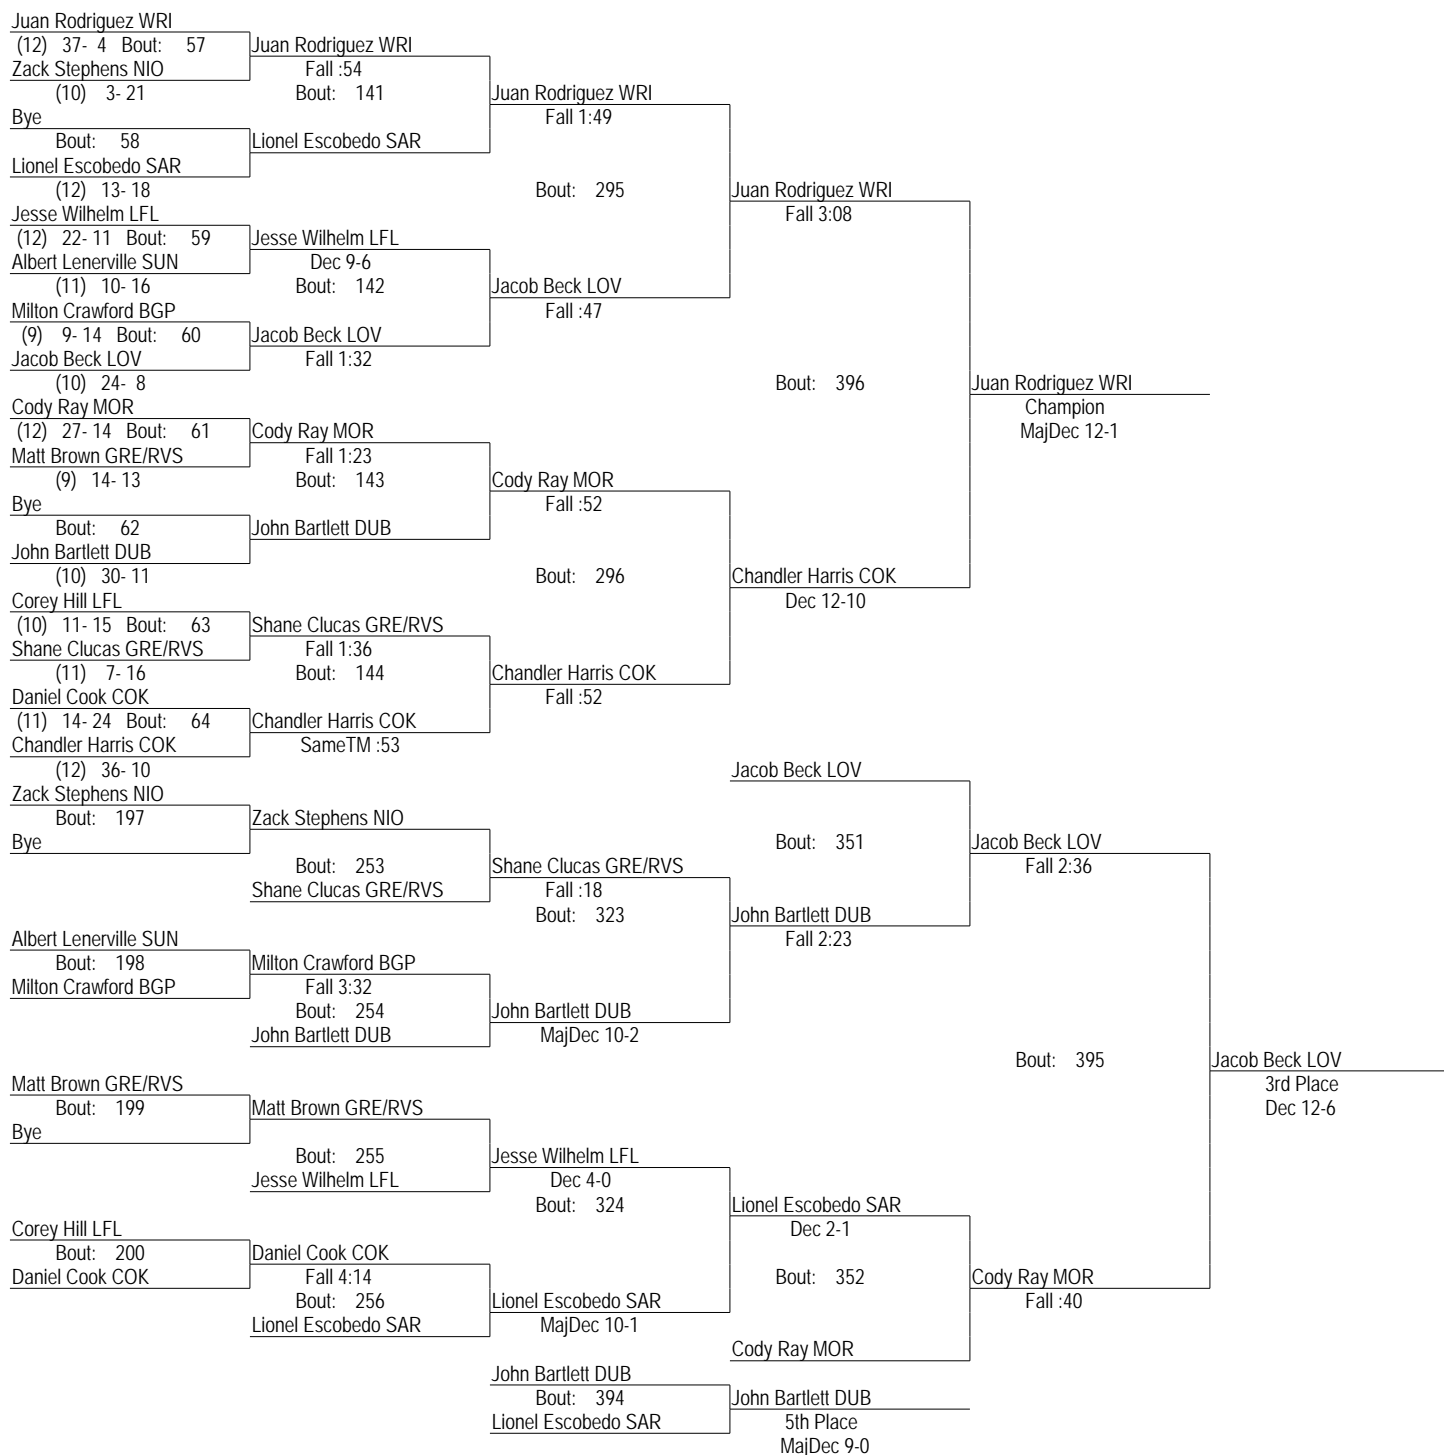 Juan Rodriguez WRI
(12) 37- 4 Bout: 57 Juan Rodriguez WRI
Zack Stephens NIO Fall :54
(10) 3- 21 Bout: 141 Juan Rodriguez WRI
Bye Fall 1:49
Bout: 58 Lionel Escobedo SAR
Lionel Escobedo SAR
(12) 13- 18 Bout: 295 Juan Rodriguez WRI
Jesse Wilhelm LFL Fall 3:08
(12) 22- 11 Bout: 59 Jesse Wilhelm LFL
Albert Lenerville SUN Dec 9-6
(11) 10- 16 Bout: 142 Jacob Beck LOV
Milton Crawford BGP Fall :47
(9) 9- 14 Bout: 60 Jacob Beck LOV
Jacob Beck LOV Fall 1:32
(10) 24- 8 Bout: 396 Juan Rodriguez WRI
Cody Ray MOR Champion
(12) 27- 14 Bout: 61 Cody Ray MOR MajDec 12-1
Matt Brown GRE/RVS Fall 1:23
(9) 14- 13 Bout: 143 Cody Ray MOR
Bye Fall :52
Bout: 62 John Bartlett DUB
John Bartlett DUB
(10) 30- 11 Bout: 296 Chandler Harris COK
Corey Hill LFL Dec 12-10
(10) 11- 15 Bout: 63 Shane Clucas GRE/RVS
Shane Clucas GRE/RVS Fall 1:36
(11) 7- 16 Bout: 144 Chandler Harris COK
Daniel Cook COK Fall :52
(11) 14- 24 Bout: 64 Chandler Harris COK
Chandler Harris COK SameTM :53
(12) 36- 10 Jacob Beck LOV
Zack Stephens NIO
Bout: 197 Zack Stephens NIO
Bye Bout: 351 Jacob Beck LOV
Bout: 253 Shane Clucas GRE/RVS Fall 2:36
Shane Clucas GRE/RVS Fall :18
Bout: 323 John Bartlett DUB
Albert Lenerville SUN Fall 2:23
Bout: 198 Milton Crawford BGP
Milton Crawford BGP Fall 3:32
Bout: 254 John Bartlett DUB
John Bartlett DUB MajDec 10-2
Bout: 395 Jacob Beck LOV
Matt Brown GRE/RVS 3rd Place
Bout: 199 Matt Brown GRE/RVS Dec 12-6
Bye
Bout: 255 Jesse Wilhelm LFL
Jesse Wilhelm LFL Dec 4-0
Bout: 324 Lionel Escobedo SAR
Corey Hill LFL Dec 2-1
Bout: 200 Daniel Cook COK
Daniel Cook COK Fall 4:14 Bout: 352 Cody Ray MOR
Bout: 256 Lionel Escobedo SAR Fall :40
Lionel Escobedo SAR MajDec 10-1
Cody Ray MOR
John Bartlett DUB
Bout: 394 John Bartlett DUB
Lionel Escobedo SAR 5th Place
MajDec 9-0